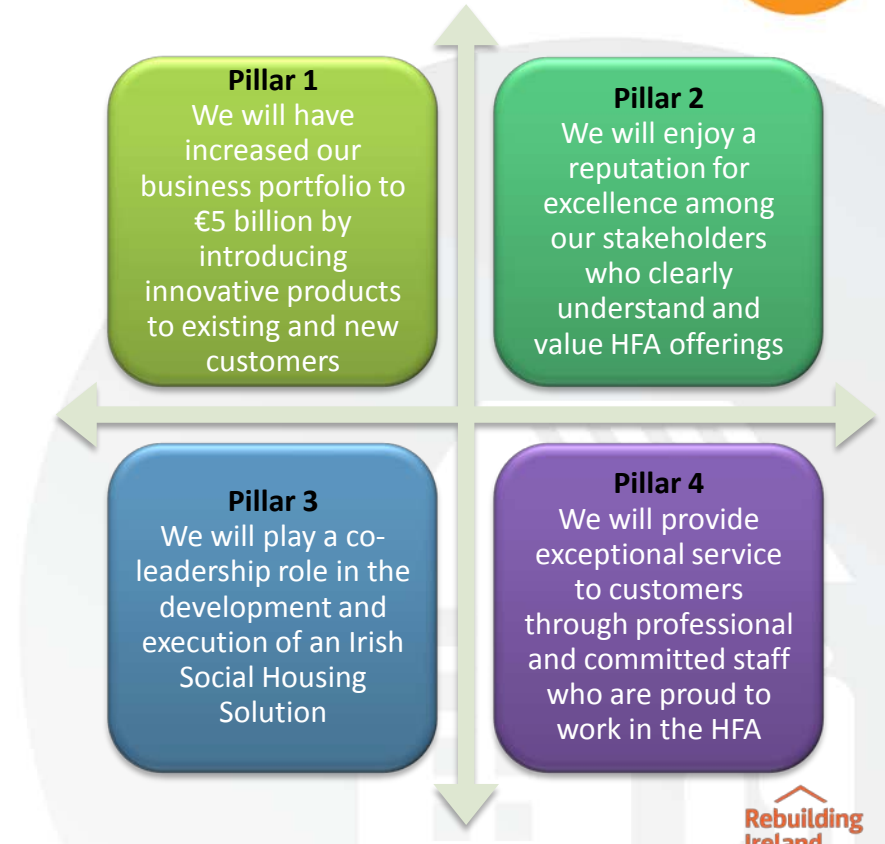 Pillar 1
We will have
increased our
business portfolio to
€5 billion by
introducing
innovative products
to existing and new
customers
Pillar 2
We will enjoy a
reputation for
excellence among
our stakeholders
who clearly
understand and
value HFA offerings
Pillar 3
We will play a co-
leadership role in the
development and
execution of an Irish
Social Housing
Solution
Pillar 4
We will provide
exceptional service
to customers
through professional
and committed staff
who are proud to
work in the HFA
Rebuilding
Ireland